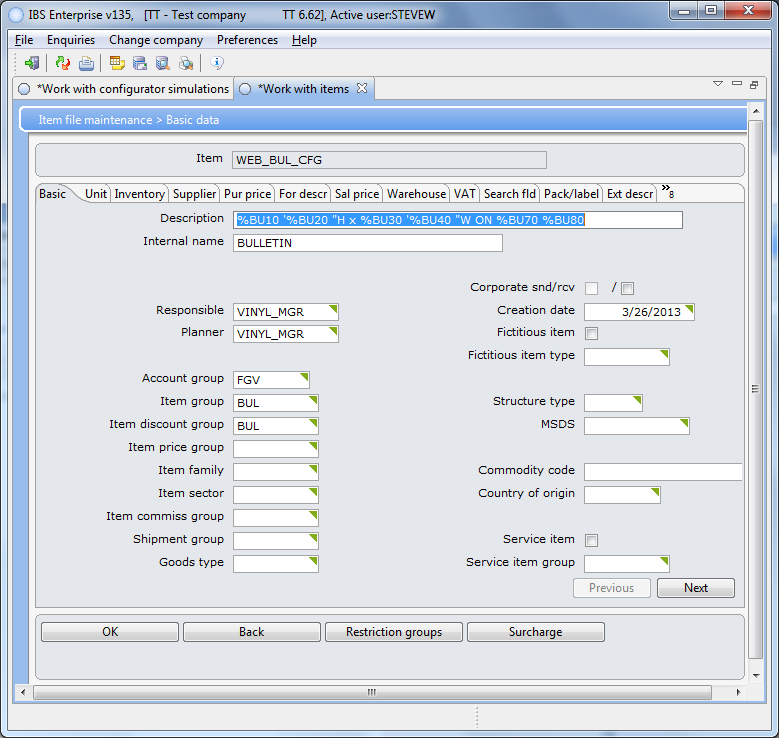 IBS Enterprise v135, [TT - Test company TT 6.62], Active user:STEVEW
File Enquiries Change company Preferences Help
*Work with configurator simulations *Work with items
Item file maintenance > Basic data
Item WEB_BUL_CFG
Basic Unit Inventory Supplier Pur price For descr Sal price Warehouse VAT Search fld Pack/label Ext descr »8
Description %BU10 '%BU20 "H x %BU30 '%BU40 "W ON %BU70 %BU80
Internal name BULLETIN
Corporate snd/rcv /
Responsible VINYL_MGR Creation date 3/26/2013
Planner VINYL_MGR Fictitious item
Fictitious item type
Account group FGV
Item group BUL Structure type
Item discount group BUL MSDS
Item price group
Item family Commodity code
Item sector Country of origin
Item commiss group
Shipment group Service item
Goods type Service item group
Previous Next
OK Back Restriction groups Surcharge